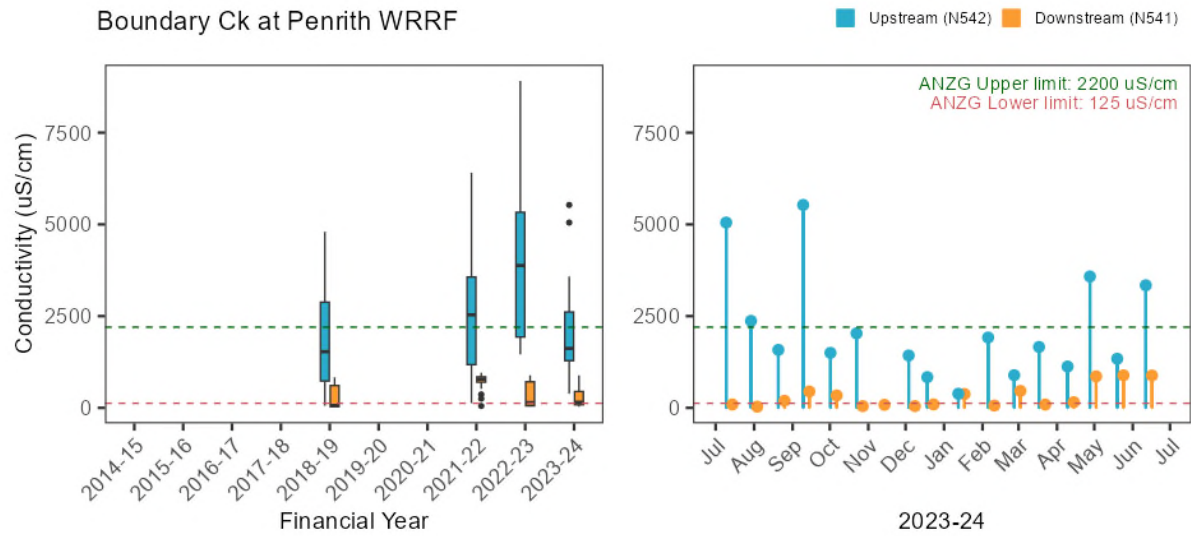 Boundary Ck at Penrith WRRF
Upstream (N542) Downstream (N541)
Conductivity (uS/cm)
7500
5000
2500
0
2014-15
2015-16
2016-17
2017-18
2018-19
2019-20
2020-21
2021-22
2022-23
2023-24
Financial Year
ANZG Upper limit: 2200 uS/cm
ANZG Lower limit: 125 uS/cm
7500
5000
2500
0
Jul
Aug
Sep
Oct
Nov
Dec
Jan
Feb
Mar
Apr
May
Jun
Jul
2023-24